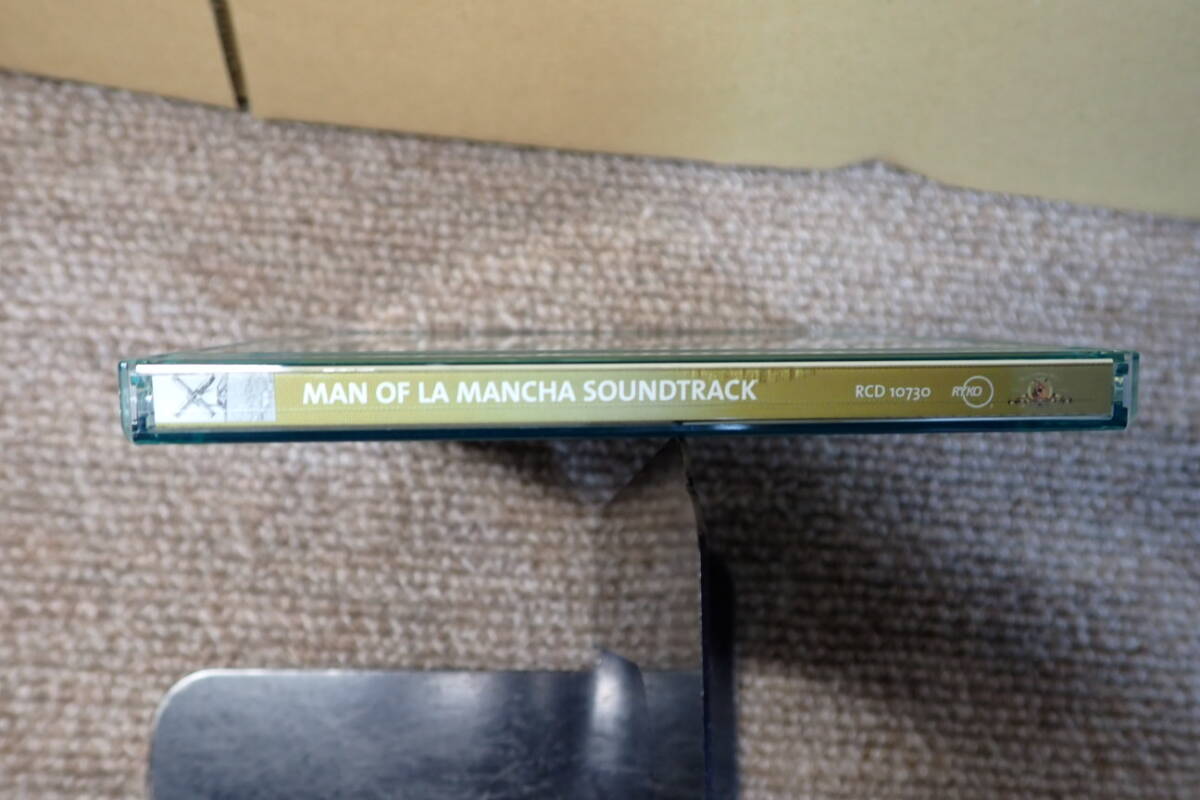 MAN OF LA MANCHA SOUNDTRACK RCD 10730 RYKO